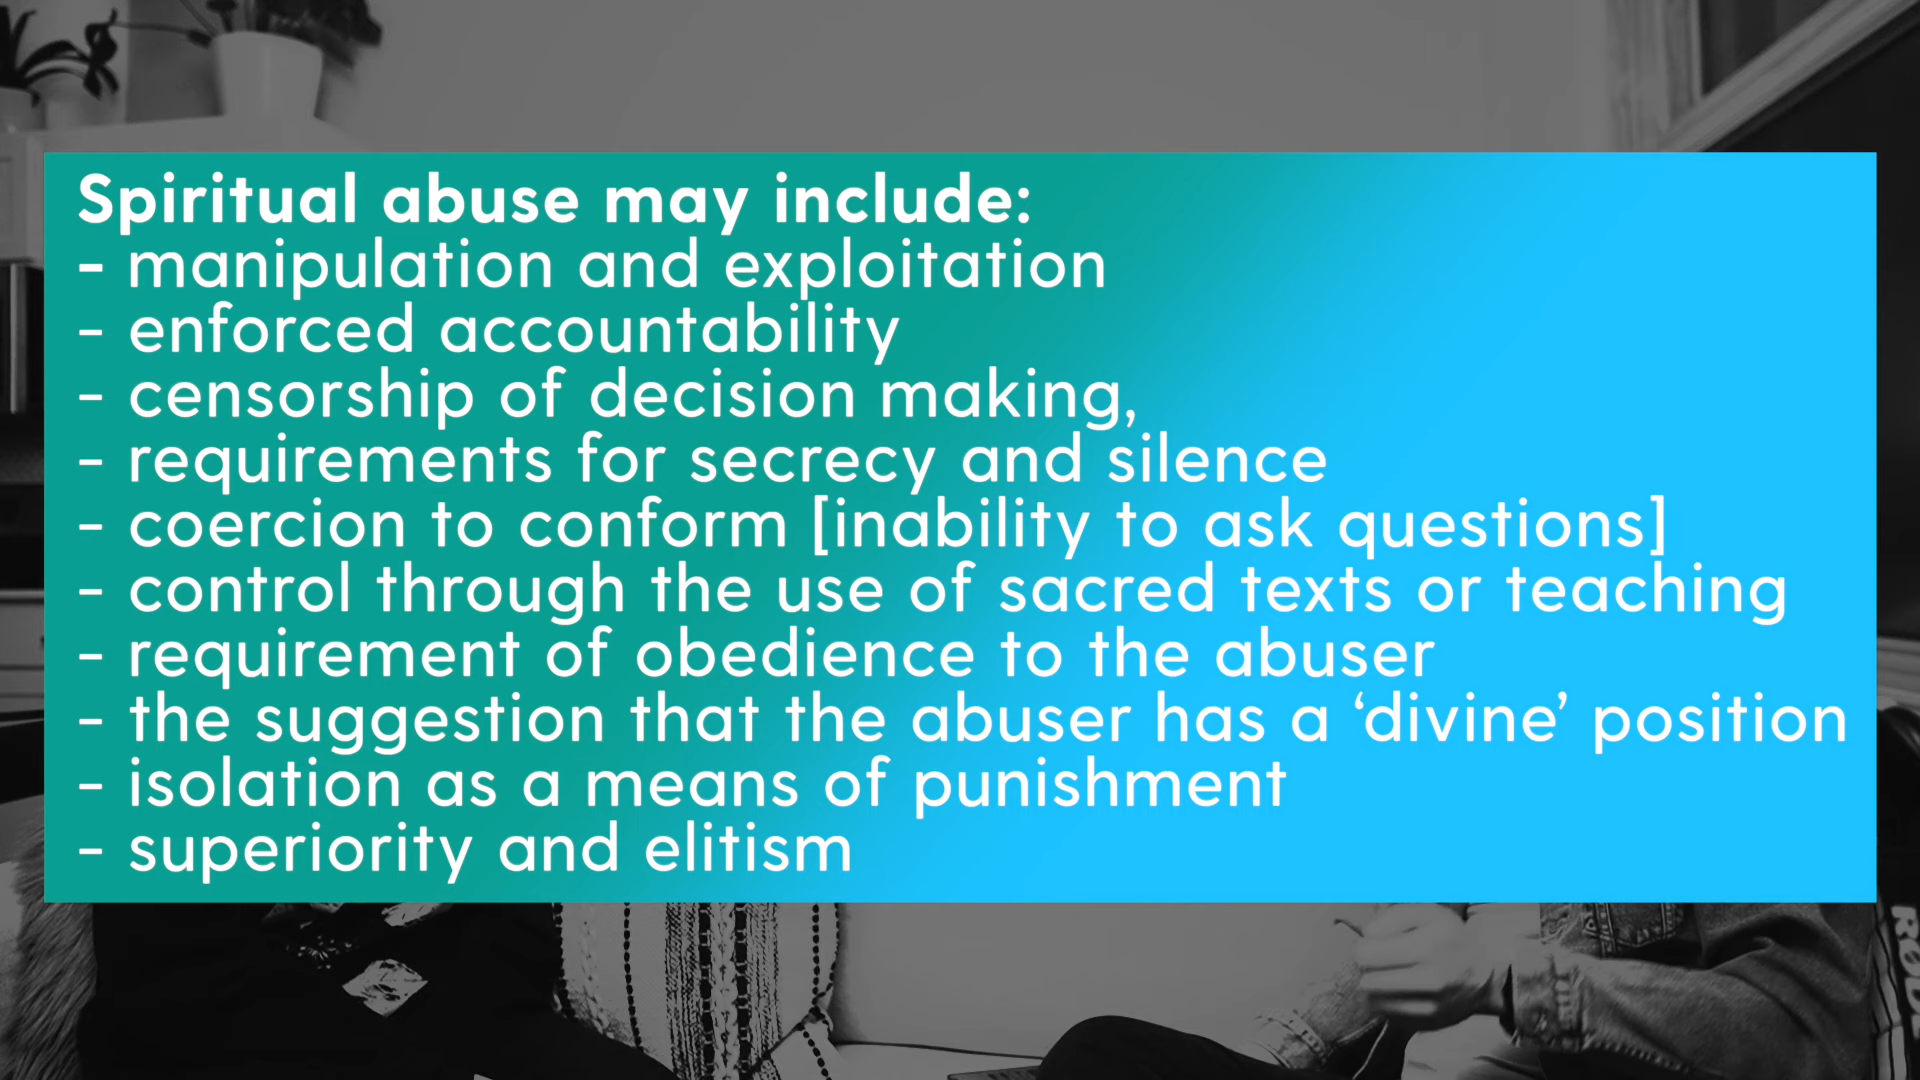 Spiritual abuse may include:
- manipulation and exploitation
- enforced accountability
- censorship of decision making,
- requirements for secrecy and silence
- coercion to conform [inability to ask questions]
- control through the use of sacred texts or teaching
- requirement of obedience to the abuser
- the suggestion that the abuser has a ‘divine’ position
- isolation as a means of punishment
- superiority and elitism